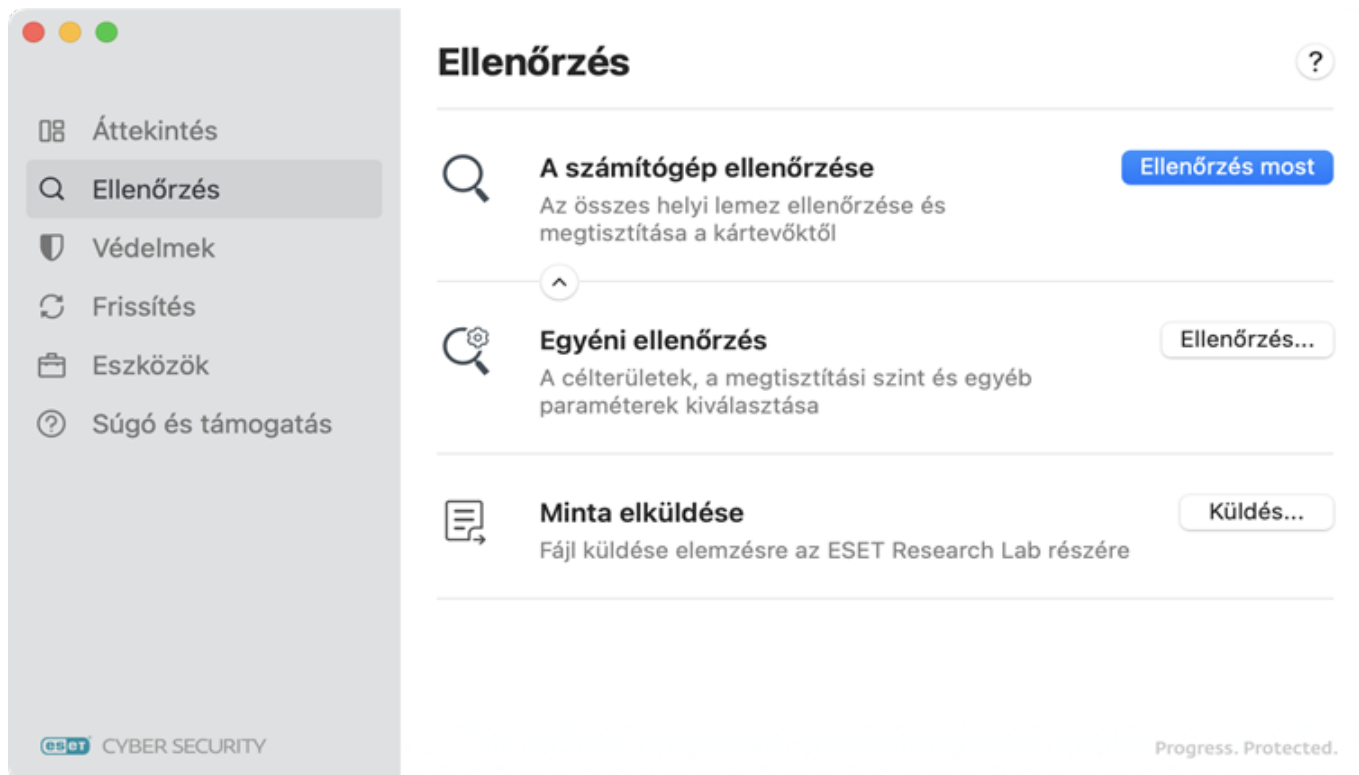 Áttekintés
Ellenőrzés
Védelmek
Frissítés
Eszközök
Súgó és támogatás
eset CYBER SECURITY
Ellenőrzés
?
A számítógép ellenőrzése
Ellenőrzés most
Az összes helyi lemez ellenőrzése és
megtisztítása a kártevőktől
Egyéni ellenőrzés
Ellenőrzés...
A célterületek, a megtisztítási szint és egyéb
paraméterek kiválasztása
Minta elküldése
Küldés...
Fájl küldése elemzésre az ESET Research Lab részére
Progress. Protected.